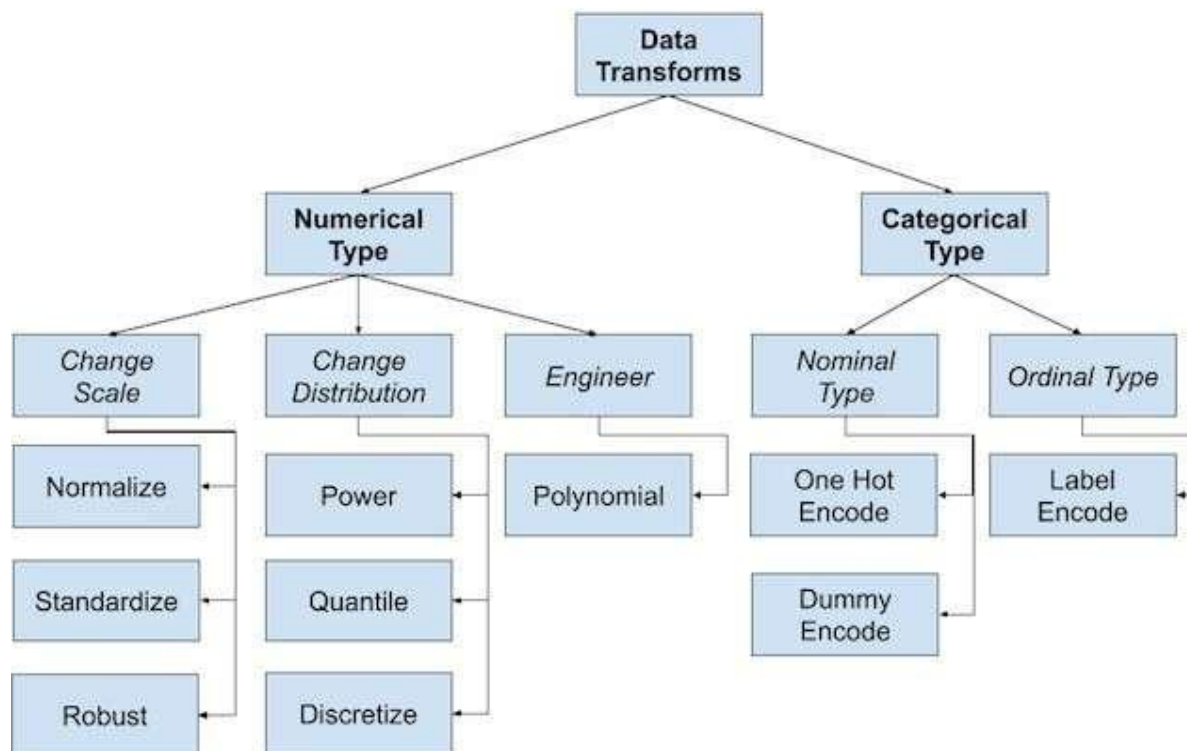 Data
Transforms
Numerical
Type
Categorical
Type
Change
Scale
Change
Distribution
Engineer
Nominal
Type
Ordinal Type
Normalize
Power
Polynomial
One Hot
Encode
Label
Encode
Standardize
Quantile
Dummy
Encode
Robust
Discretize